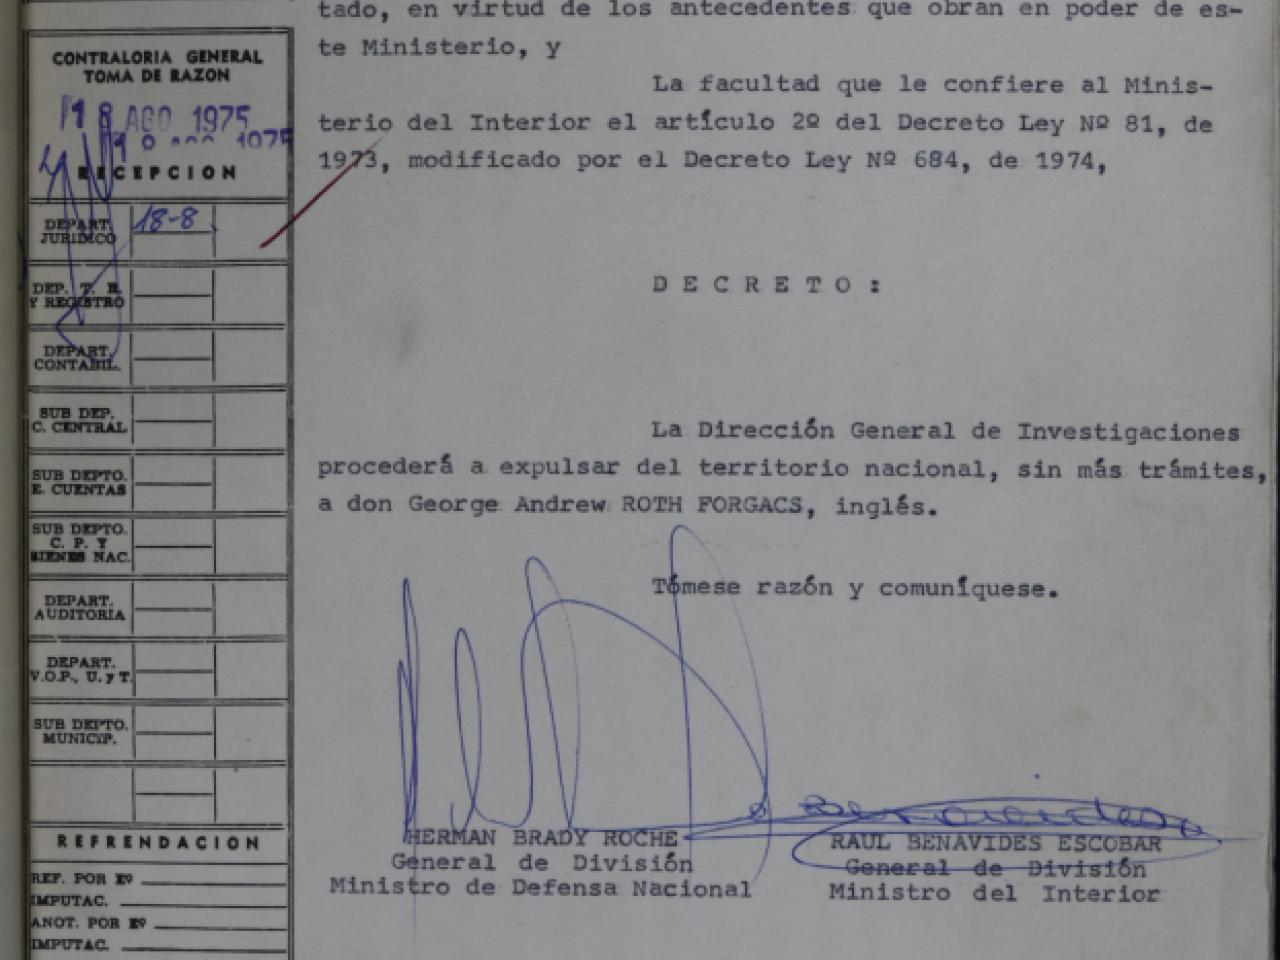 tado, en virtud de los antecedentes que obran en poder de es-
te Ministerio, y
La facultad que le confiere al Minis-
terio del Interior el artículo 2º del Decreto Ley Nº 81, de
1973, modificado por el Decreto Ley Nº 684, de 1974,
D E C R E T O :
La Dirección General de Investigaciones
procederá a expulsar del territorio nacional, sin más trámites,
a don George Andrew ROTH FORGACS, inglés.
Tómese razón y comuníquese.
HERMAN BRADY ROCHE
General de División
Ministro de Defensa Nacional
RAUL BENAVIDES ESCOBAR
General de División
Ministro del Interior
CONTRALORIA GENERAL
TOMA DE RAZON
18 AGO 1975
RECEPCION
DEPART.
JURIDICO
18-8
DEP. T. R.
Y REGISTRO
DEPART.
CONTABIL.
SUB DEP.
C. CENTRAL
SUB DEPTO.
E. CUENTAS
SUB DEPTO.
C. P. Y
BIENES NAC.
DEPART.
AUDITORIA
DEPART.
V.O.P., U. y T.
SUB DEPTO.
MUNICIP.
REFRENDACION
REF. POR Eº
IMPUTAC.
ANOT. POR Eº
IMPUTAC.